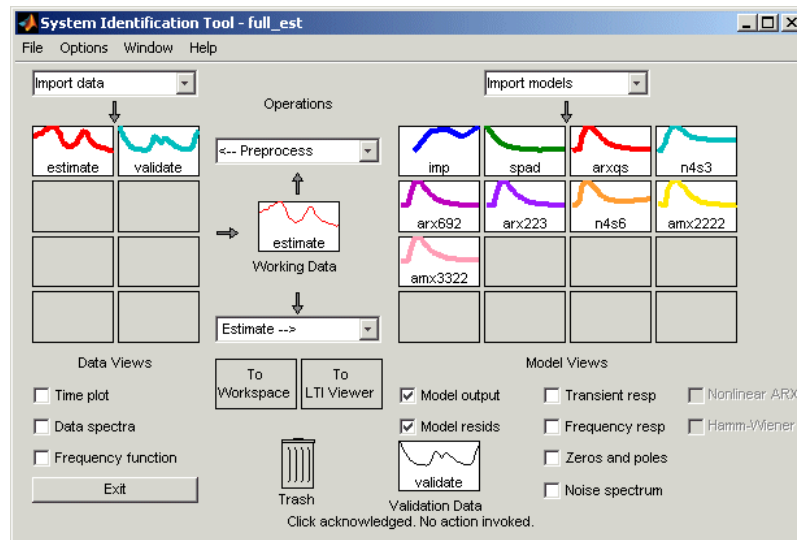 System Identification Tool - full_est
File Options Window Help
Import data
Operations
Import models
estimate validate
<-- Preprocess
imp spad arxqs n4s3
estimate
Working Data
arx692 arx223 n4s6 amx2222
amx3322
Estimate -->
Data Views
Time plot
Data spectra
Frequency function
Exit
To Workspace
To LTI Viewer
Trash
Model Views
Model output
Model resids
Transient resp
Frequency resp
Zeros and poles
Noise spectrum
Nonlinear ARX
Hamm-Wiener
validate
Validation Data
Click acknowledged. No action invoked.